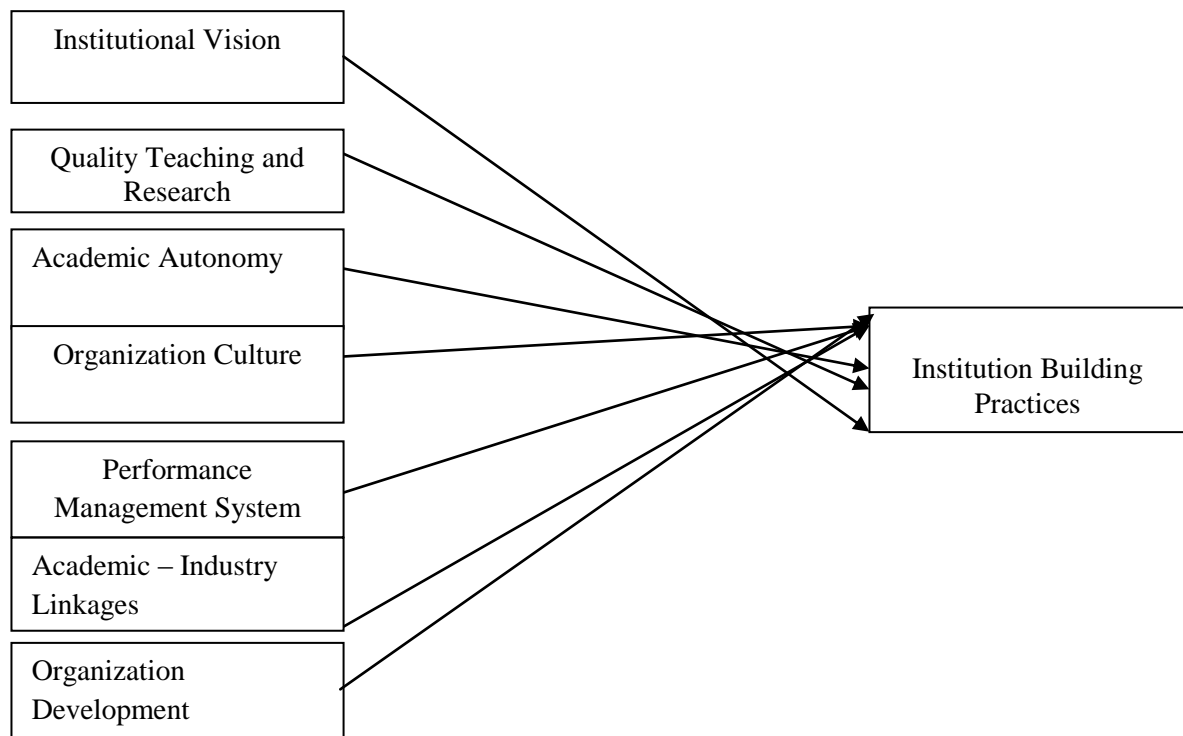 Institutional Vision
Quality Teaching and
Research
Academic Autonomy
Organization Culture
Performance
Management System
Academic – Industry
Linkages
Organization
Development
Institution Building
Practices